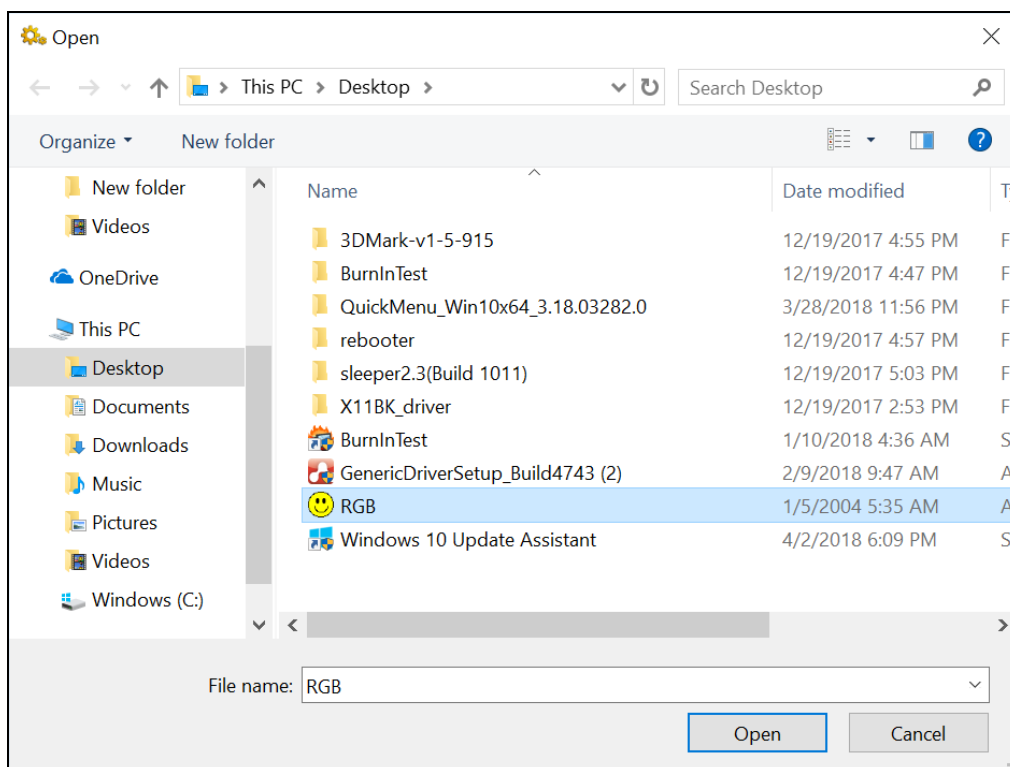 Open
This PC > Desktop >
Search Desktop
Organize
New folder
?
New folder
Videos
OneDrive
This PC
Desktop
Documents
Downloads
Music
Pictures
Videos
Windows (C:)
Name Date modified
3DMark-v1-5-915 12/19/2017 4:55 PM F
BurnInTest 12/19/2017 4:47 PM F
QuickMenu_Win10x64_3.18.03282.0 3/28/2018 11:56 PM F
rebooter 12/19/2017 4:57 PM F
sleeper2.3(Build 1011) 12/19/2017 5:03 PM F
X11BK_driver 12/19/2017 2:53 PM F
BurnInTest 1/10/2018 4:36 AM S
GenericDriverSetup_Build4743 (2) 2/9/2018 9:47 AM A
RGB 1/5/2004 5:35 AM A
Windows 10 Update Assistant 4/2/2018 6:09 PM S
File name: RGB
Open Cancel